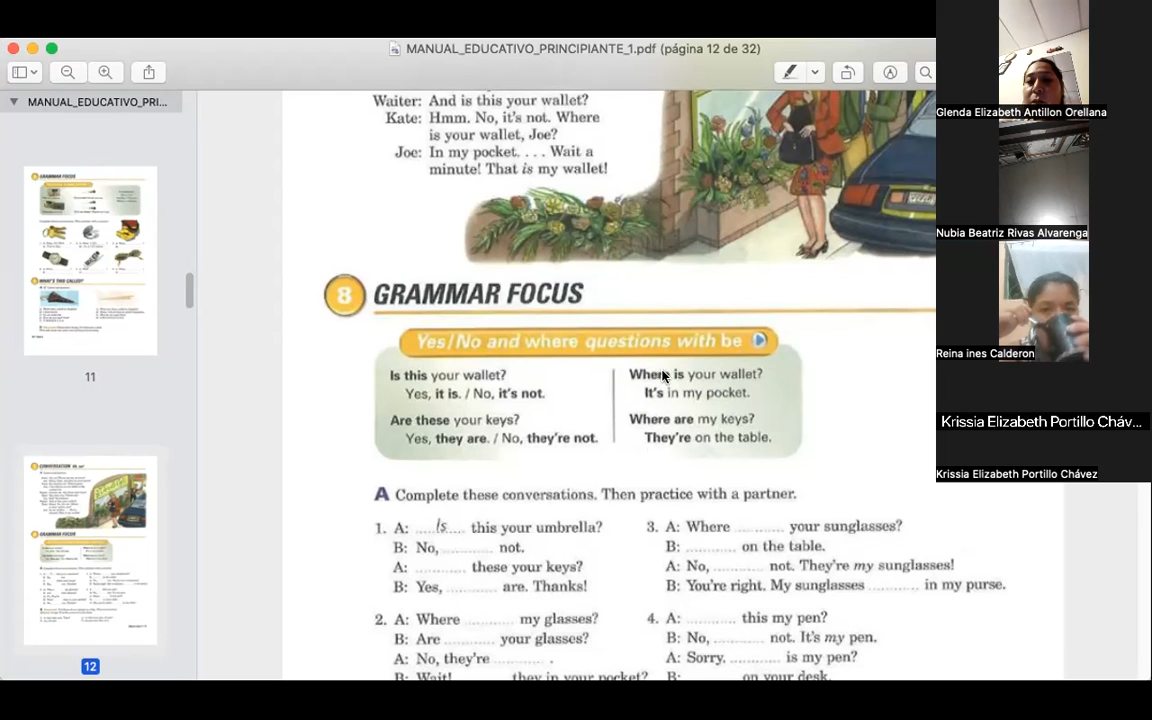 MANUAL_EDUCATIVO_PRINCIPIANTE_1.pdf (página 12 de 32)
MANUAL_EDUCATIVO_PRI...
11
12
Waiter: And is this your wallet?
Kate: Hmm. No, it's not. Where
is your wallet, Joe?
Joe: In my pocket. . . . Wait a
minute! That is my wallet!
8 GRAMMAR FOCUS
Yes/No and where questions with be
Is this your wallet?
Yes, it is. / No, it's not.
Are these your keys?
Yes, they are. / No, they're not.
Where is your wallet?
It's in my pocket.
Where are my keys?
They're on the table.
A Complete these conversations. Then practice with a partner.
1. A: Is this your umbrella?
B: No, .......... not.
A: .......... these your keys?
B: Yes, .......... are. Thanks!
2. A: Where .......... my glasses?
B: Are .......... your glasses?
A: No, they're .......... .
B: Wait! .......... they in your pocket?
3. A: Where .......... your sunglasses?
B: .......... on the table.
A: No, .......... not. They're my sunglasses!
B: You're right. My sunglasses .......... in my purse.
4. A: .......... this my pen?
B: No, .......... not. It's my pen.
A: Sorry. .......... is my pen?
B: .......... on your desk.
Glenda Elizabeth Antillon Orellana
Nubia Beatriz Rivas Alvarenga
Reina ines Calderon
Krissia Elizabeth Portillo Cháv...
Krissia Elizabeth Portillo Chávez